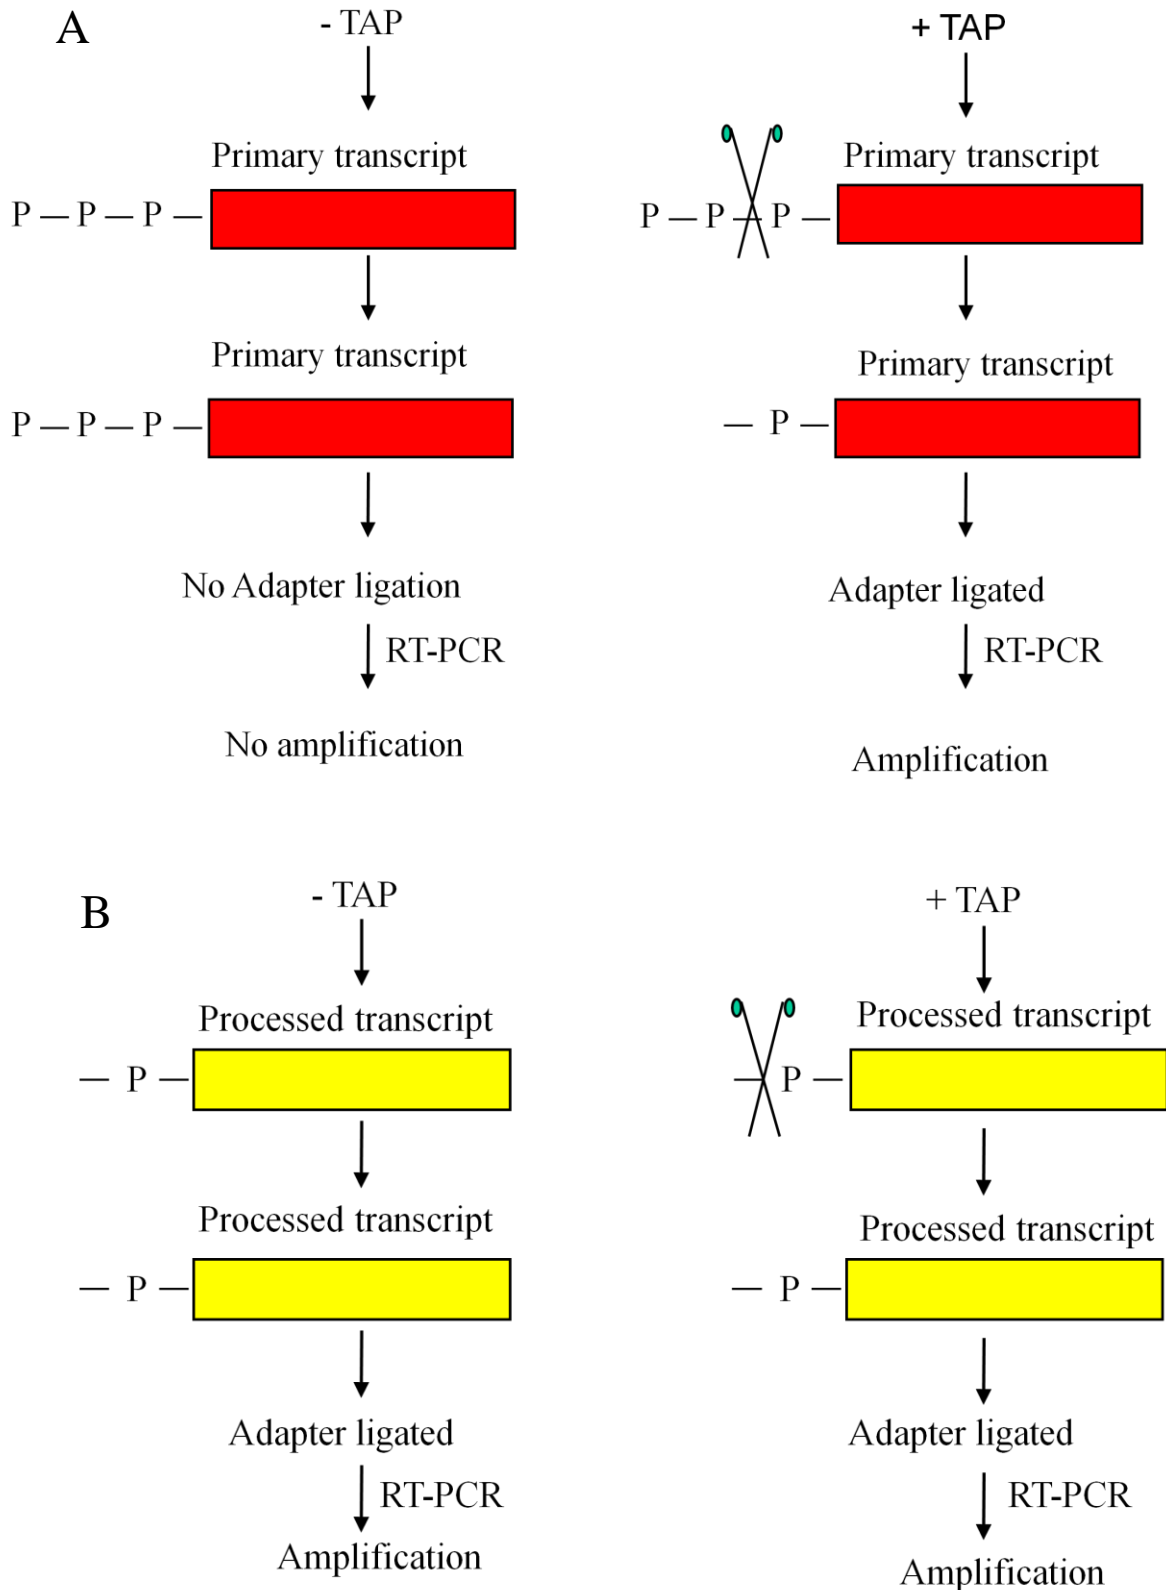 A
- TAP
+ TAP
Primary transcript
Primary transcript
P — P — P —
P — P — P —
Primary transcript
Primary transcript
P — P — P —
— P —
No Adapter ligation
Adapter ligated
RT-PCR
RT-PCR
No amplification
Amplification
B
- TAP
+ TAP
Processed transcript
Processed transcript
— P —
— P —
Processed transcript
Processed transcript
— P —
— P —
Adapter ligated
Adapter ligated
RT-PCR
RT-PCR
Amplification
Amplification